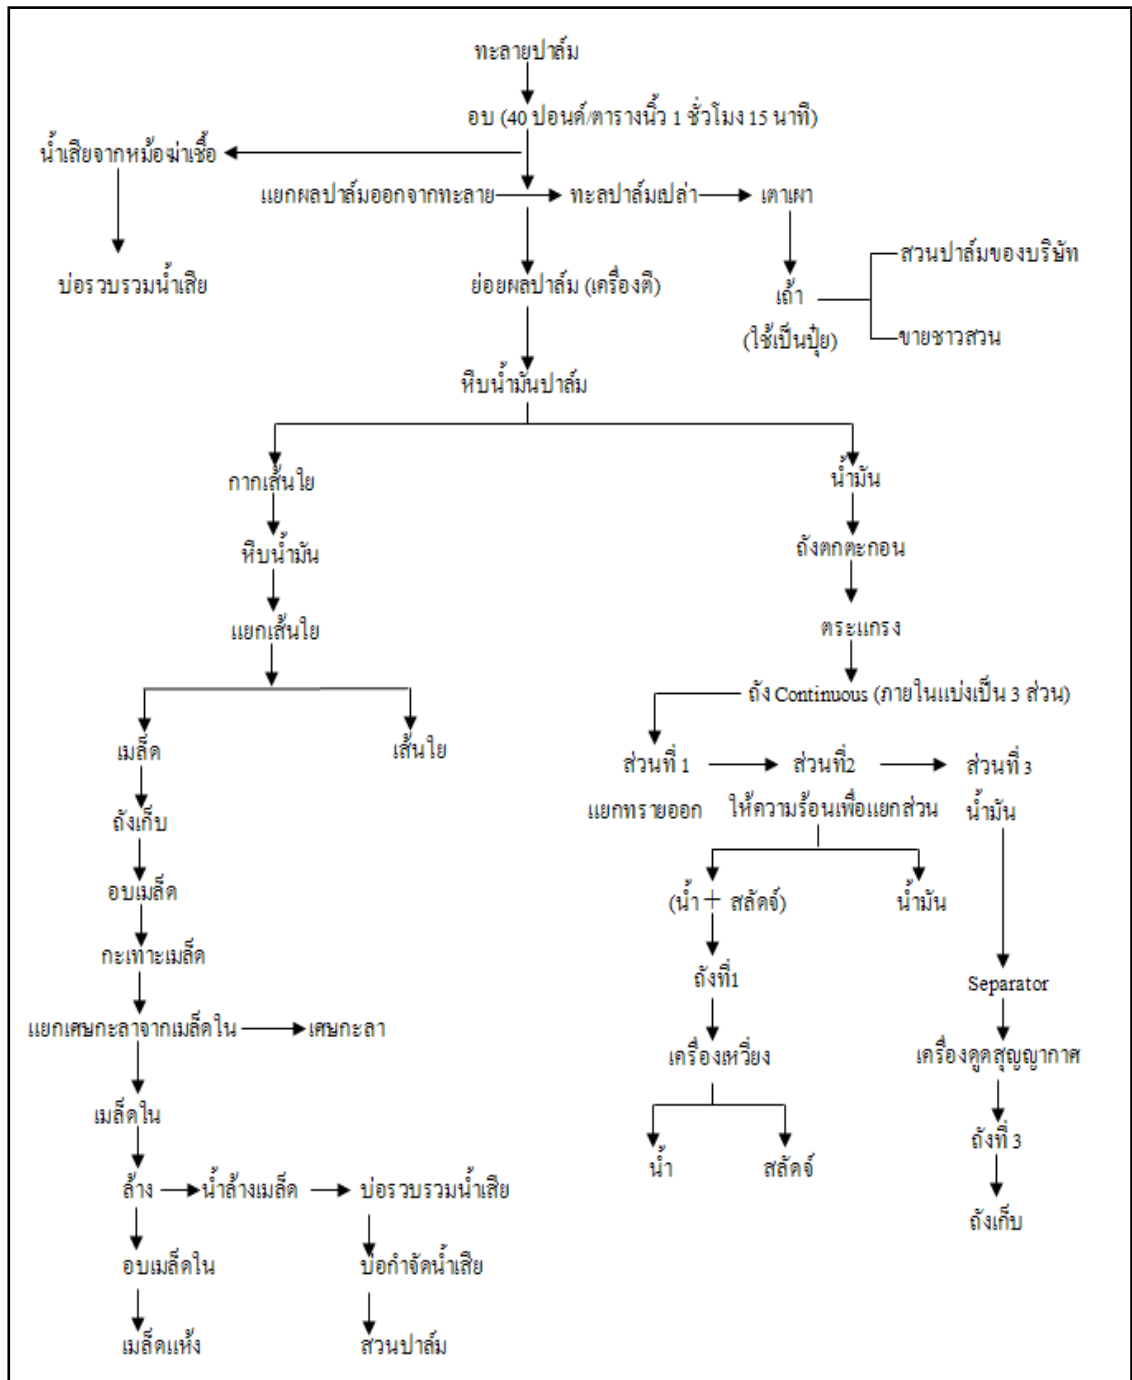 ทะลายปาล์ม
อบ (40 ปอนด์/ตารางนิ้ว 1 ชั่วโมง 15 นาที)
น้ำเสียจากหม้อฆ่าเชื้อ
แยกผลปาล์มออกจากทะลาย
ทะลปาล์มเปล่า
เตาเผา
สวนปาล์มของบริษัท
บ่อรวบรวมน้ำเสีย
ย่อยผลปาล์ม (เครื่องตี)
เถ้า
(ใช้เป็นปุ๋ย)
ขายชาวสวน
หีบน้ำมันปาล์ม
กากเส้นใย
น้ำมัน
หีบน้ำมัน
ถังตกตะกอน
แยกเส้นใย
ตระแกรง
ถัง Continuous (ภายในแบ่งเป็น 3 ส่วน)
เมล็ด
เส้นใย
ส่วนที่ 1
ส่วนที่2
ส่วนที่ 3
แยกทรายออก
ให้ความร้อนเพื่อแยกส่วน
น้ำมัน
ถังเก็บ
อบเมล็ด
(น้ำ + สลัดจ์)
น้ำมัน
กะเทาะเมล็ด
ถังที่1
Separator
แยกเศษกะลาจากเมล็ดใน
เศษกะลา
เครื่องเหวี่ยง
เครื่องดูดสุญญากาศ
เมล็ดใน
น้ำ
สลัดจ์
ถังที่ 3
ล้าง
น้ำล้างเมล็ด
บ่อรวบรวมน้ำเสีย
ถังเก็บ
อบเมล็ดใน
บ่อกำจัดน้ำเสีย
เมล็ดแห้ง
สวนปาล์ม